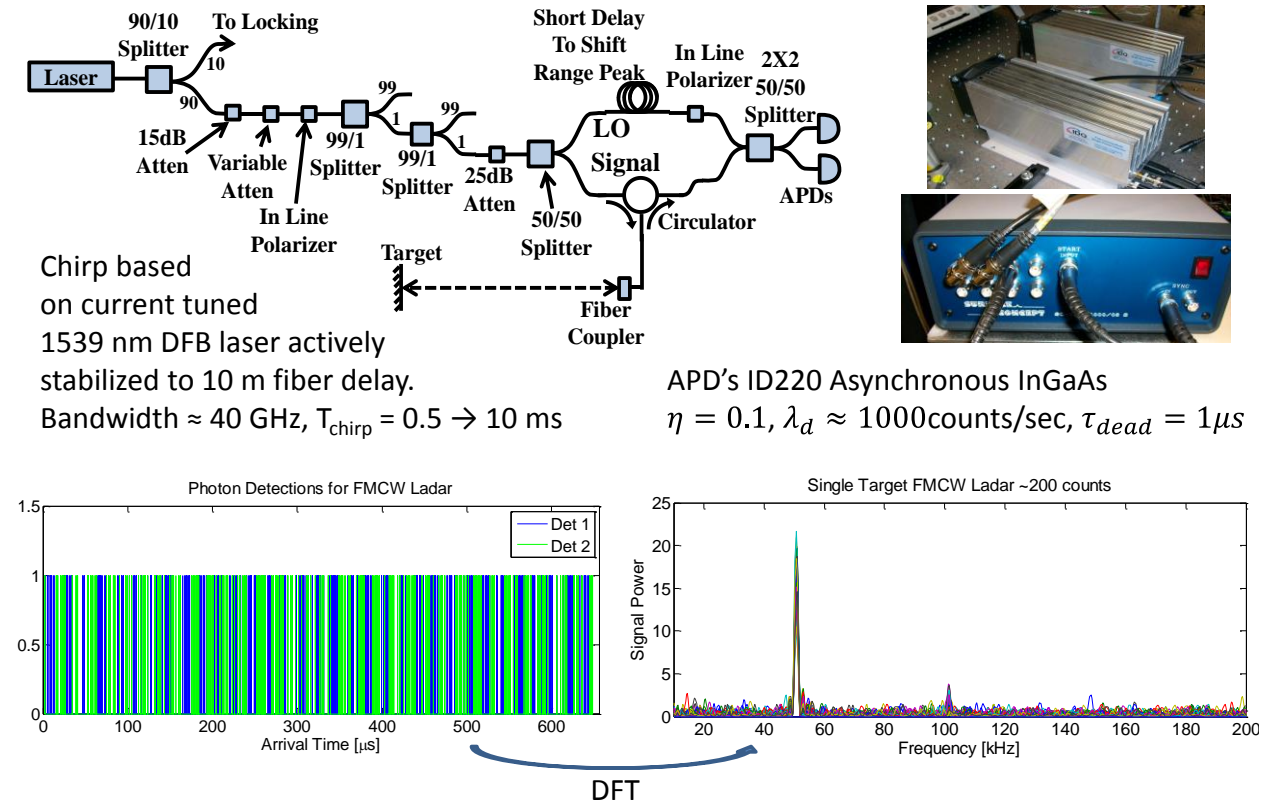 90/10
Splitter
To Locking
10
90
Laser
15dB
Atten
Variable
Atten
In Line
Polarizer
99/1
Splitter
99
1
99/1
Splitter
99
1
25dB
Atten
50/50
Splitter
Short Delay
To Shift
Range Peak
LO
Signal
In Line
Polarizer
2X2
50/50
Splitter
APDs
Circulator
Target
Fiber
Coupler
Chirp based
on current tuned
1539 nm DFB laser actively
stabilized to 10 m fiber delay.
Bandwidth ≈ 40 GHz, Tchirp = 0.5 → 10 ms
IDQ
START
INPUT
SYNC
CONCEPT
APD's ID220 Asynchronous InGaAs
η = 0.1, λd ≈ 1000counts/sec, τdead = 1μs
Photon Detections for FMCW Ladar
1.5
1
0.5
0
Det 1
Det 2
0 100 200 300 400 500 600
Arrival Time [μs]
Single Target FMCW Ladar ~200 counts
25
20
15
10
5
0
Signal Power
20 40 60 80 100 120 140 160 180 200
Frequency [kHz]
DFT